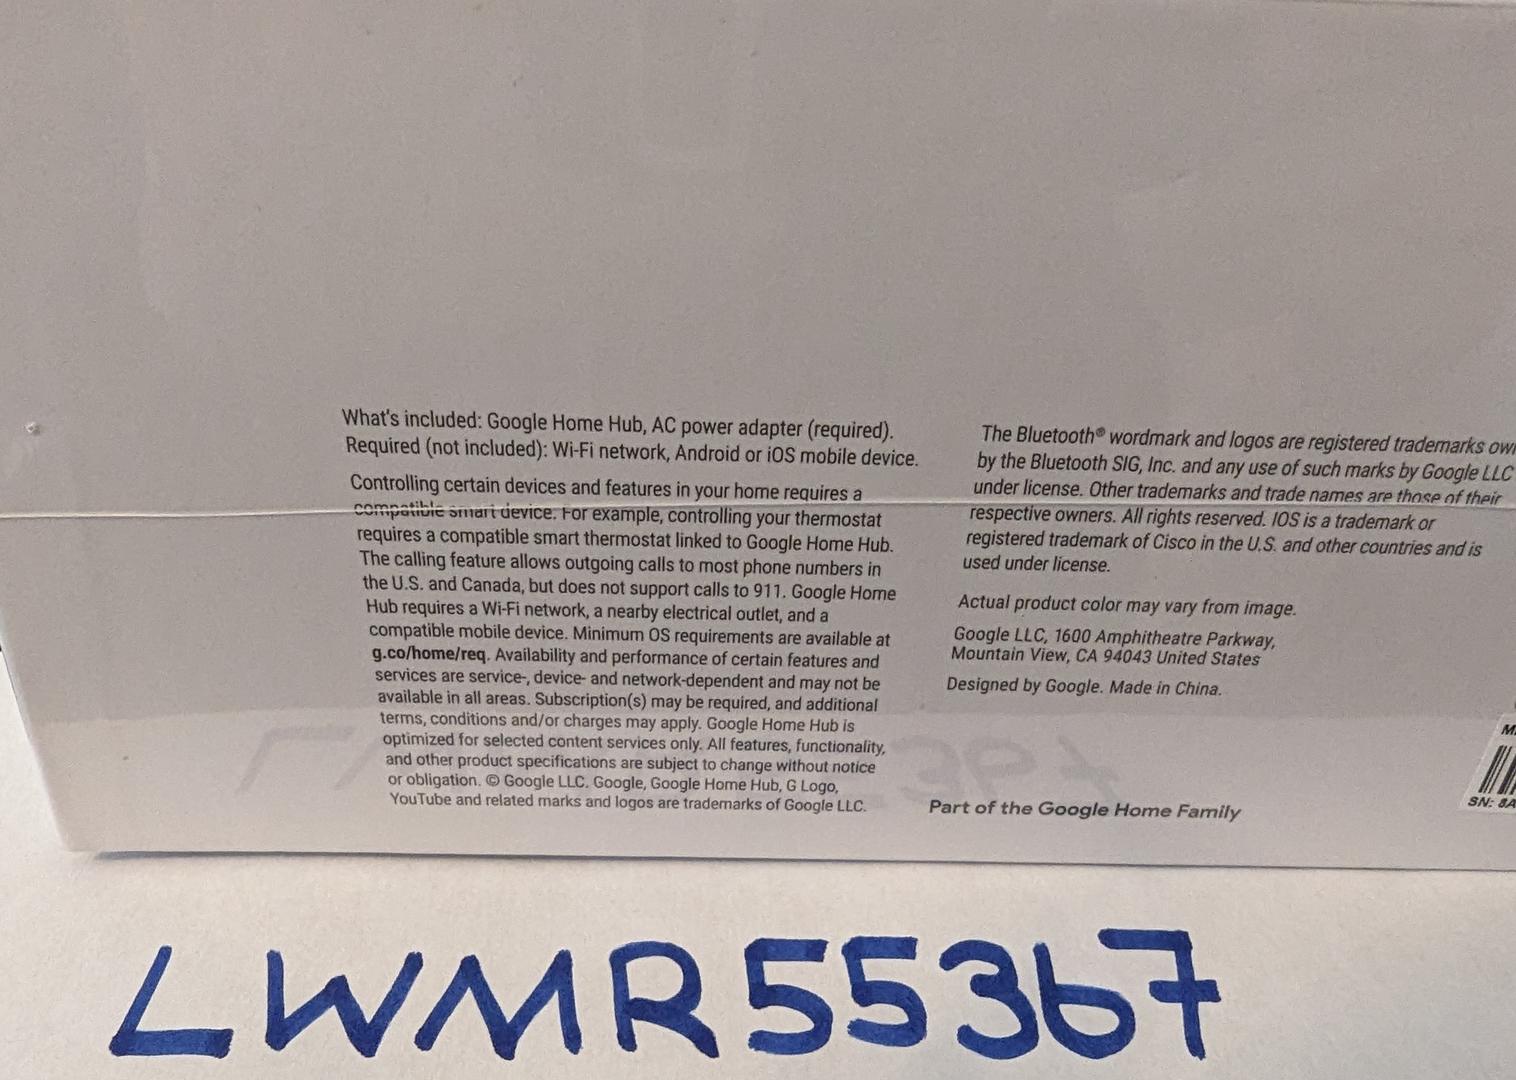 What's included: Google Home Hub, AC power adapter (required).
Required (not included): Wi-Fi network, Android or iOS mobile device.
Controlling certain devices and features in your home requires a
compatible smart device. For example, controlling your thermostat
requires a compatible smart thermostat linked to Google Home Hub.
The calling feature allows outgoing calls to most phone numbers in
the U.S. and Canada, but does not support calls to 911. Google Home
Hub requires a Wi-Fi network, a nearby electrical outlet, and a
compatible mobile device. Minimum OS requirements are available at
g.co/home/req. Availability and performance of certain features and
services are service-, device- and network-dependent and may not be
available in all areas. Subscription(s) may be required, and additional
terms, conditions and/or charges may apply. Google Home Hub is
optimized for selected content services only. All features, functionality,
and other product specifications are subject to change without notice
or obligation. © Google LLC. Google, Google Home Hub, G Logo,
YouTube and related marks and logos are trademarks of Google LLC.
The Bluetooth® wordmark and logos are registered trademarks
by the Bluetooth SIG, Inc. and any use of such marks by Google LLC
under license. Other trademarks and trade names are those of their
respective owners. All rights reserved. IOS is a trademark or
registered trademark of Cisco in the U.S. and other countries and is
used under license.
Actual product color may vary from image.
Google LLC, 1600 Amphitheatre Parkway,
Mountain View, CA 94043 United States
Designed by Google. Made in China.
Part of the Google Home Family
SN:
LWMR55367